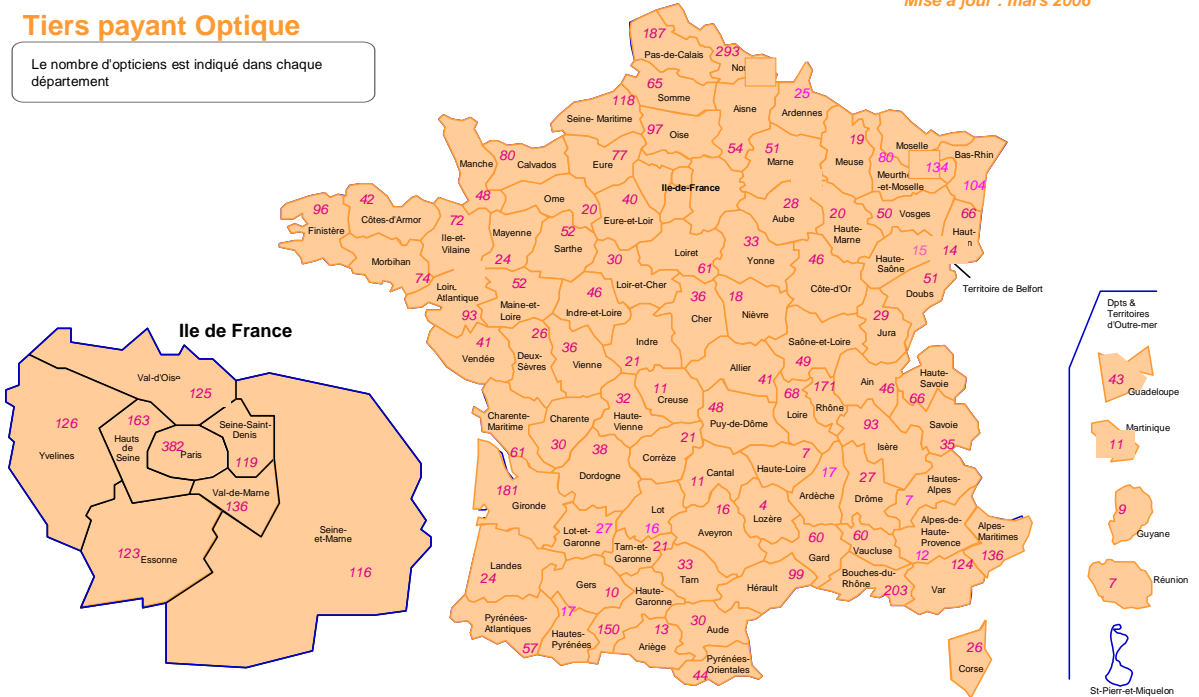 Tiers payant Optique
Mise à jour : mars 2006
Le nombre d'opticiens est indiqué dans chaque
département
187
Pas-de-Calais
293
65
Somme
25
Ardennes
Aisne
118
Seine- Maritime
97
Oise
54
51
Marne
19
Meuse
Moselle
80
134
Bas-Rhin
Meurthe
-et-Moselle
104
Manche
80
Calvados
77
Eure
Ile-de-France
48
Orne
20
40
Eure-et-Loir
28
Aube
20
Haute-
Marne
50
Vosges
66
Haut-
96
Finistère
42
Côtes-d'Armor
72
Ile-et-
Vilaine
Mayenne
24
52
Sarthe
30
Loiret
61
33
Yonne
46
15
14
Haute-
Saône
Territoire de Belfort
Morbihan
74
Loire
Atlantique
93
52
Maine-et-
Loire
46
Indre-et-Loire
Loir-et-Cher
36
Cher
18
Nièvre
Côte-d'Or
51
Doubs
29
Jura
41
Vendée
26
Deux-
Sèvres
36
Vienne
Indre
21
Allier
41
Saône-et-Loire
49
Ain
46
Haute-
Savoie
66
Charente-
Maritime
61
Charente
30
32
Haute-
Vienne
11
Creuse
48
Puy-de-Dôme
68
Loire
171
Rhône
93
Isère
Savoie
35
38
Dordogne
21
Corrèze
11
Cantal
7
Haute-Loire
17
Ardèche
27
Drôme
Hautes-
Alpes
7
181
Gironde
27
Lot-et-
Garonne
Lot
16
16
Aveyron
4
Lozère
60
Gard
60
Vaucluse
Alpes-de-
Haute-
Provence
12
Alpes-
Maritimes
136
Landes
24
Tarn-et-
Garonne
21
33
Tarn
99
Hérault
Bouches-du-
Rhône
203
124
Var
Gers
10
Haute-
Garonne
Pyrénées-
Atlantiques
57
17
Hautes-
Pyrénées
150
13
Ariège
30
Aude
Pyrénées-
Orientales
44
26
Corse
Ile de France
Val-d'Oise
125
126
Yvelines
163
Hauts
de
Seine
382
Paris
Seine-Saint-
Denis
119
Val-de-Marne
136
Seine-
et-Marne
116
123
Essonne
Dpts &
Territoires
d'Outre-mer
43
Guadeloupe
Martinique
11
9
Guyane
7
Réunion
St-Pierr-et-Miquelon